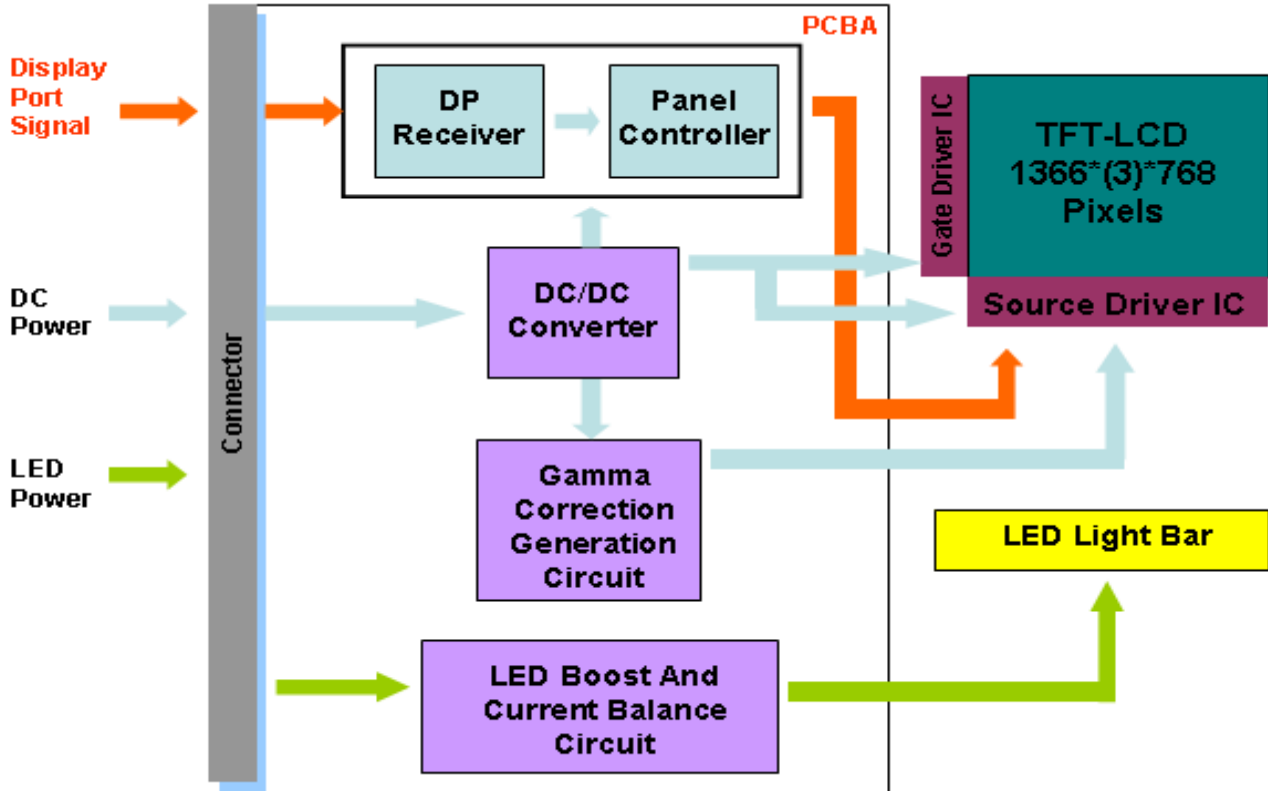 PCBA
Display
Port
Signal
DP
Receiver
Panel
Controller
Gate Driver IC
TFT-LCD
1366*(3)*768
Pixels
Source Driver IC
DC
Power
DC/DC
Converter
Connector
LED
Power
Gamma
Correction
Generation
Circuit
LED Light Bar
LED Boost And
Current Balance
Circuit